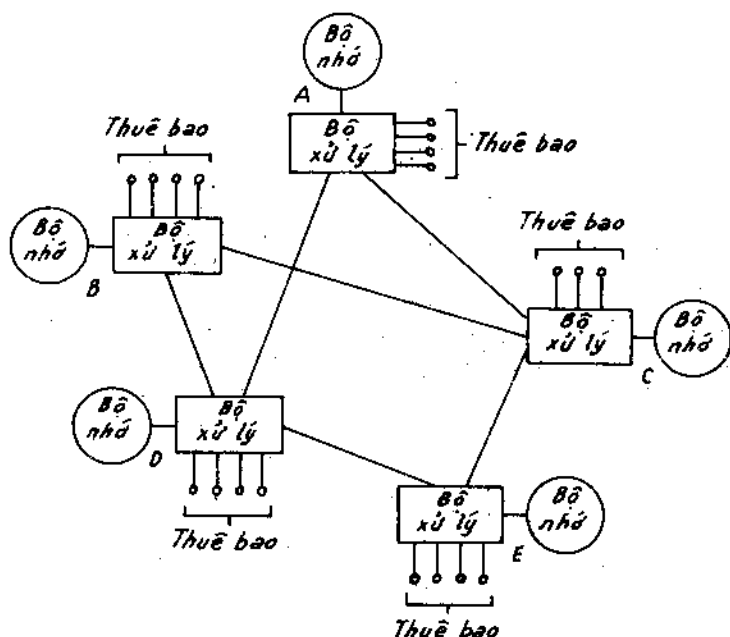 Bộ
nhớ
A
Bộ
xử lý
Thuê bao
Thuê bao
Bộ
nhớ
B
Bộ
xử lý
Thuê bao
Bộ
xử lý
Bộ
nhớ
C
Bộ
nhớ
D
Bộ
xử lý
Thuê bao
Bộ
xử lý
E
Bộ
nhớ
Thuê bao